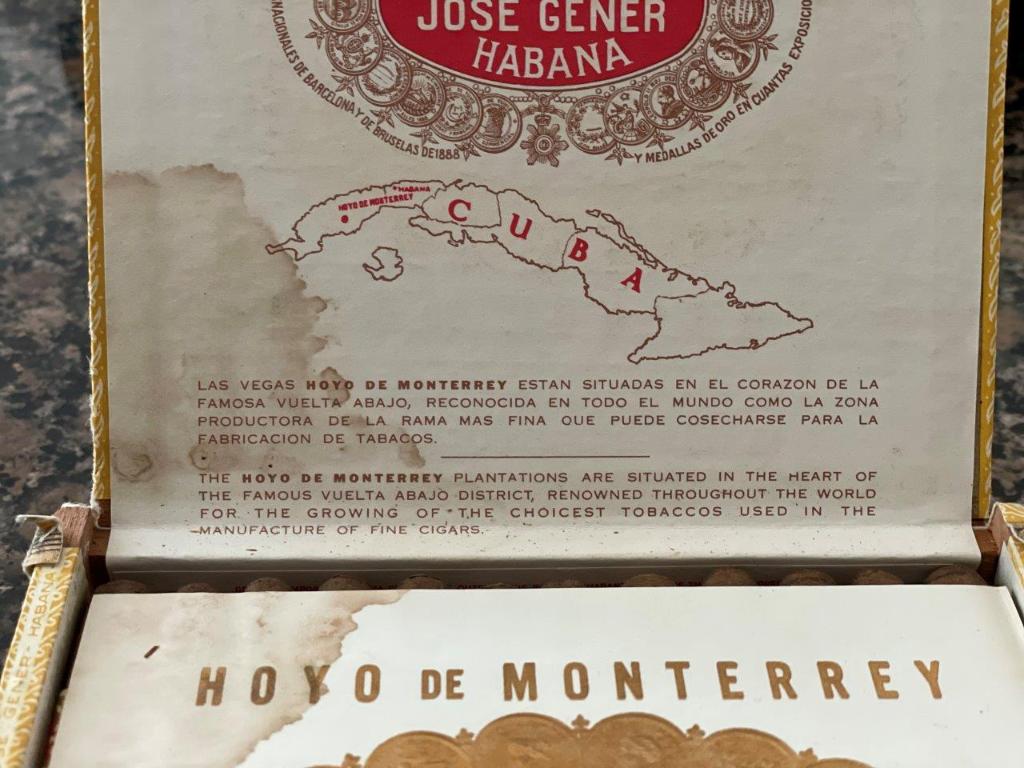 JOSE GENER
HABANA
NACIONALES DE BARCELONA Y DE BRUSELAS DE 1888
Y MEDALLAS DE ORO EN CUANTAS
HABANA
HOYO DE MONTERREY
CUBA
LAS VEGAS HOYO DE MONTERREY ESTAN SITUADAS EN EL CORAZON DE LA
FAMOSA VUELTA ABAJO, RECONOCIDA EN TODO EL MUNDO COMO LA ZONA
PRODUCTORA DE LA RAMA MAS FINA QUE PUEDE COSECHARSE PARA LA
FABRICACION DE TABACOS.
THE HOYO DE MONTERREY PLANTATIONS ARE SITUATED IN THE HEART OF
THE FAMOUS VUELTA ABAJO DISTRICT, RENOWNED THROUGHOUT THE WORLD
FOR THE GROWING OF THE CHOICEST TOBACCOS USED IN THE
MANUFACTURE OF FINE CIGARS.
HOYO DE MONTERREY
GENER - HABANA